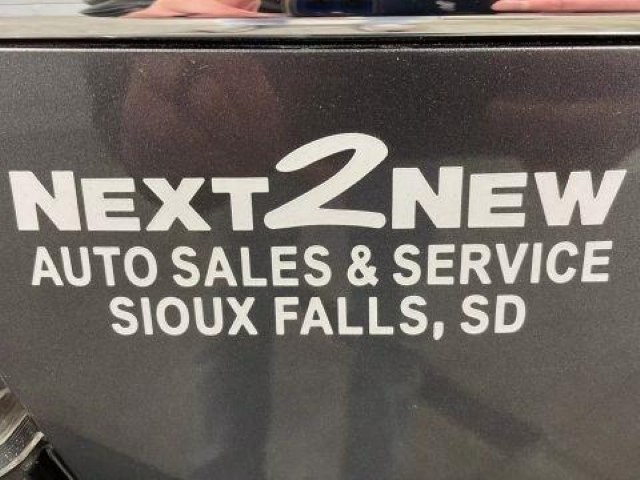 NEXT2NEW
AUTO SALES & SERVICE
SIOUX FALLS, SD